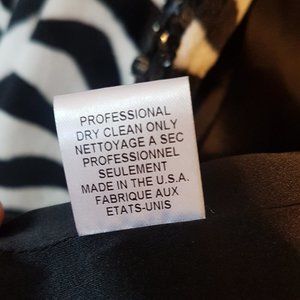 PROFESSIONAL
DRY CLEAN ONLY
NETTOYAGE A SEC
PROFESSIONNEL
SEULEMENT
MADE IN THE U.S.A.
FABRIQUE AUX
ETATS-UNIS